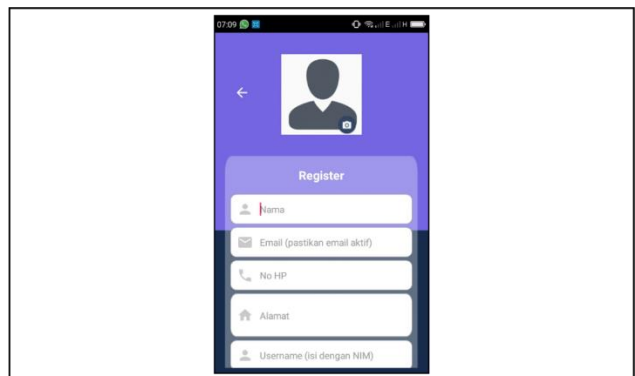 07:09 E H
Register
Nama
Email (pastikan email aktif)
No HP
Alamat
Username (isi dengan NIM)